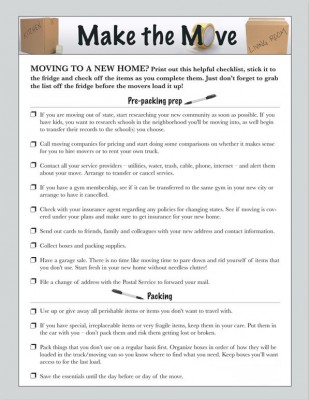 KITCHEN
Make the Move
LIVING ROOM
MOVING TO A NEW HOME? Print out this helpful checklist, stick it to
the fridge and check off the items as you complete them. Just don't forget to grab
the list off the fridge before the movers load it up!
Pre-packing prep
If you are moving out of state, start researching your new community as soon as possible. If you
have kids, you want to research schools in the neighborhood you'll be moving into, as well begin
to transfer their records to the school(s) you choose.
Call moving companies for pricing and start doing some comparisons on whether it makes sense
for you to hire movers or to rent your own truck.
Contact all your service providers – utilities, water, trash, cable, phone, internet – and alert them
about your move. Arrange to transfer or cancel service.
If you have a gym membership, see if it can be transferred to the same gym in your new city or
arrange to have it cancelled.
Check with your insurance agent regarding any policies for changing states. See if moving is cov-
ered under your plans and make sure to get insurance for your new home.
Send out cards to friends, family and colleagues with your new address and contact information.
Collect boxes and packing supplies.
Have a garage sale. There is no time like moving time to pare down and rid yourself of items that
you don't use. Start fresh in your new home without needless clutter!
File a change of address with the Postal Service to forward your mail.
Packing
Use up or give away all perishable items or items you don't want to travel with.
If you have special, irreplaceable items or very fragile items, keep them in your care. Put them in
the car with you – don't pack them and risk them getting lost or broken.
Pack things that you don't use on a regular basis first. Organize boxes in order of how they will be
loaded in the truck/moving van so you know where to find what you need. Keep boxes you'll want
access to for the last load.
Save the essentials until the day before or day of the move.